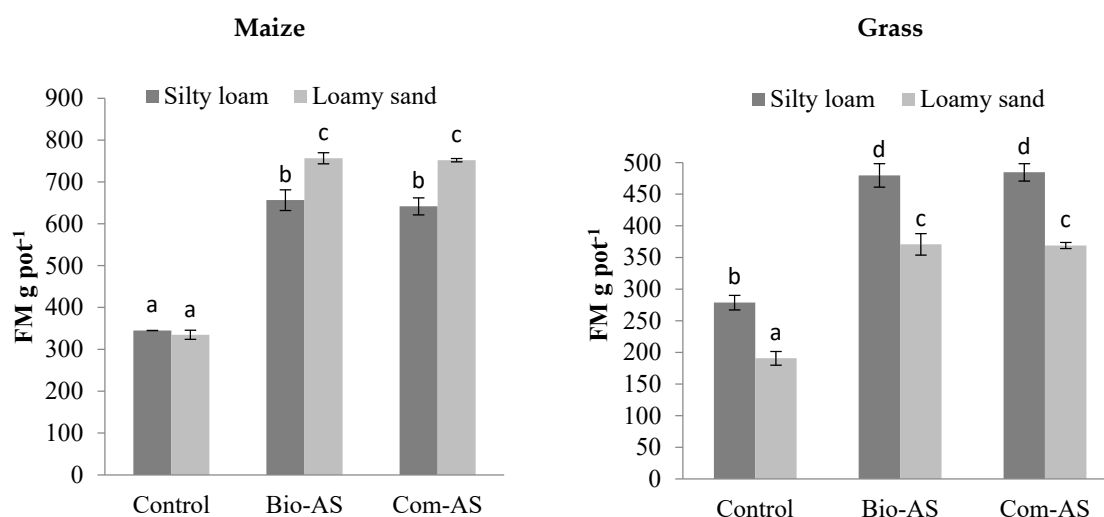 Maize
Silty loam
Loamy sand
FM g pot-1
900
800
700
600
500
400
300
200
100
0
a
a
b
c
b
c
Control
Bio-AS
Com-AS
Grass
Silty loam
Loamy sand
FM g pot-1
500
450
400
350
300
250
200
150
100
50
0
b
a
d
c
d
c
Control
Bio-AS
Com-AS